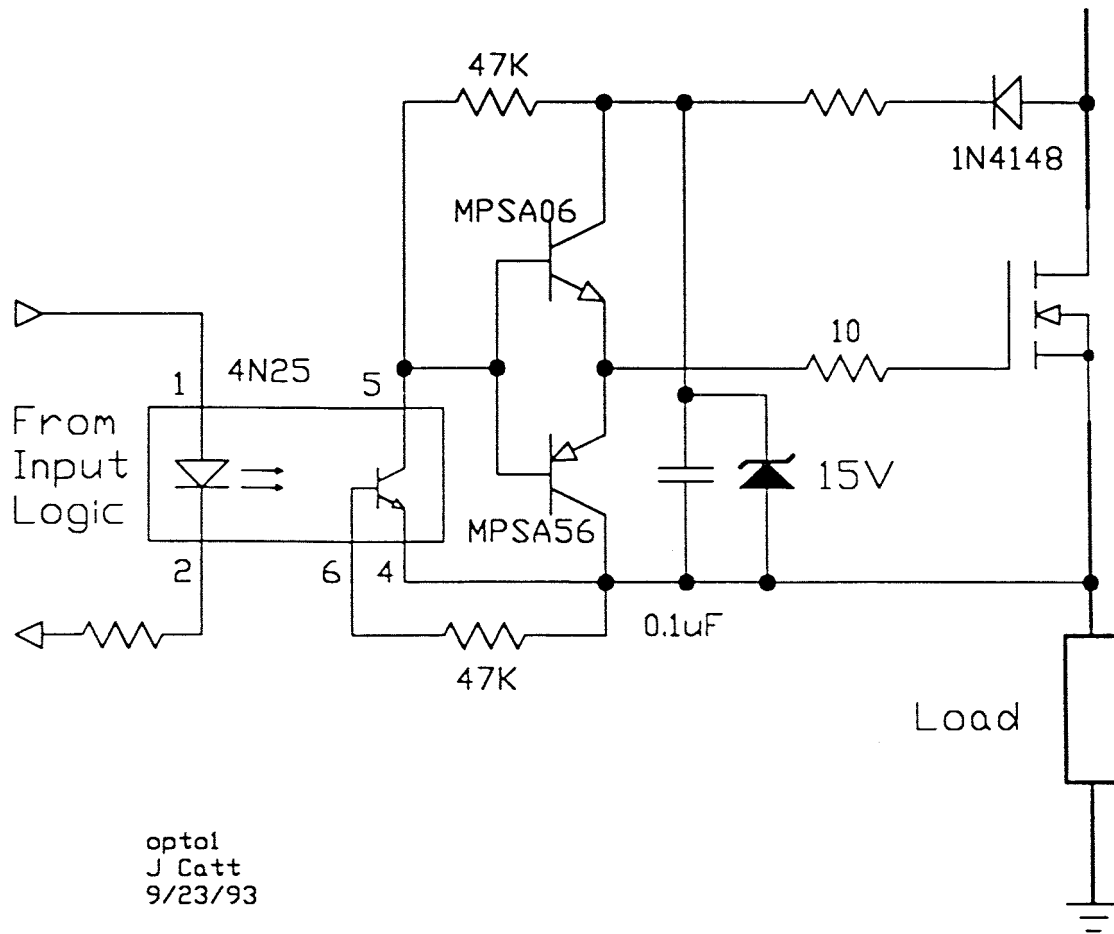 47K
1N4148
MPSA06
10
4N25
1
5
From
Input
Logic
15V
MPSA56
2
6
4
0.1uF
47K
Load
opto1
J Catt
9/23/93